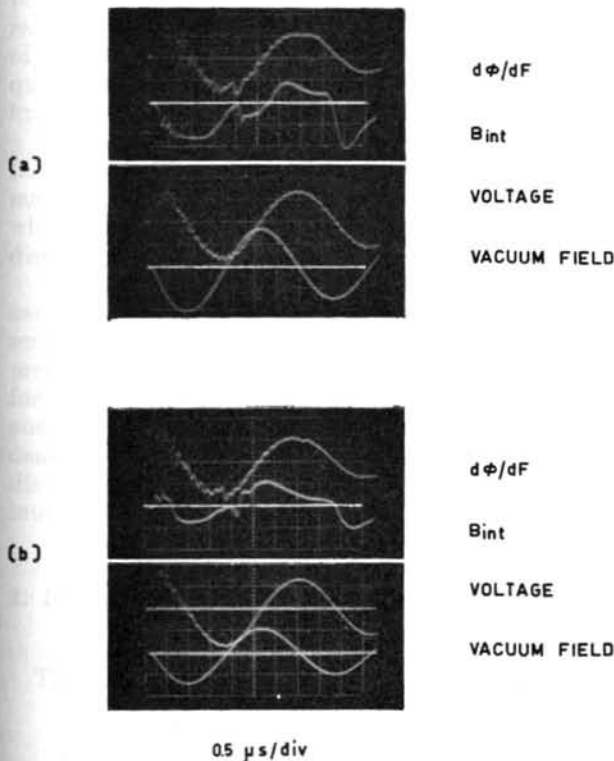 dΦ/dF
Bint
(a)
VOLTAGE
VACUUM FIELD
dΦ/dF
Bint
(b)
VOLTAGE
VACUUM FIELD
0.5 μs/div